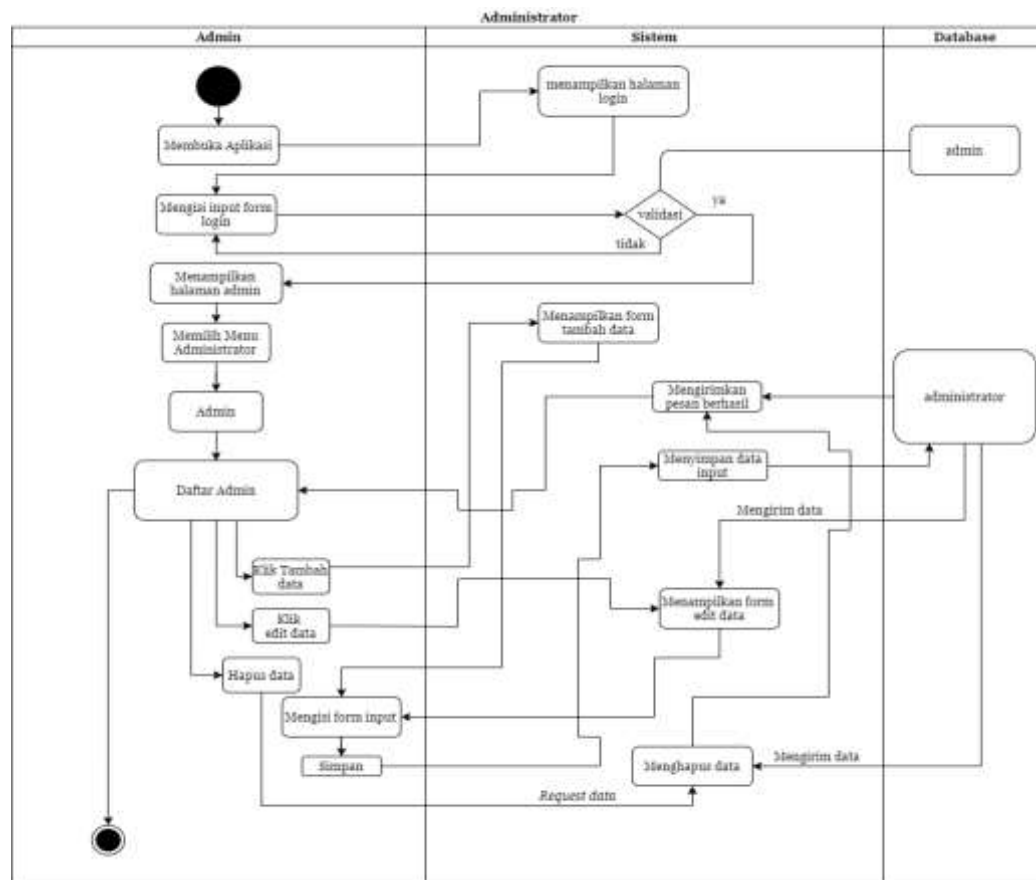 Administrator
Admin
Sistem
Database
menampilkan halaman
login
Membuka Aplikasi
admin
Mengisi input form
login
validasi
ya
tidak
Menampilkan
halaman admin
Menampilkan form
tambah data
Memilih Menu
Administrator
Mengirimkan
pesan berhasil
administrator
Admin
Menyimpan data
input
Daftar Admin
Mengirim data
Klik Tambah
data
Menampilkan form
edit data
Klik
edit data
Hapus data
Mengisi form input
Simpan
Menghapus data
Mengirim data
Request data